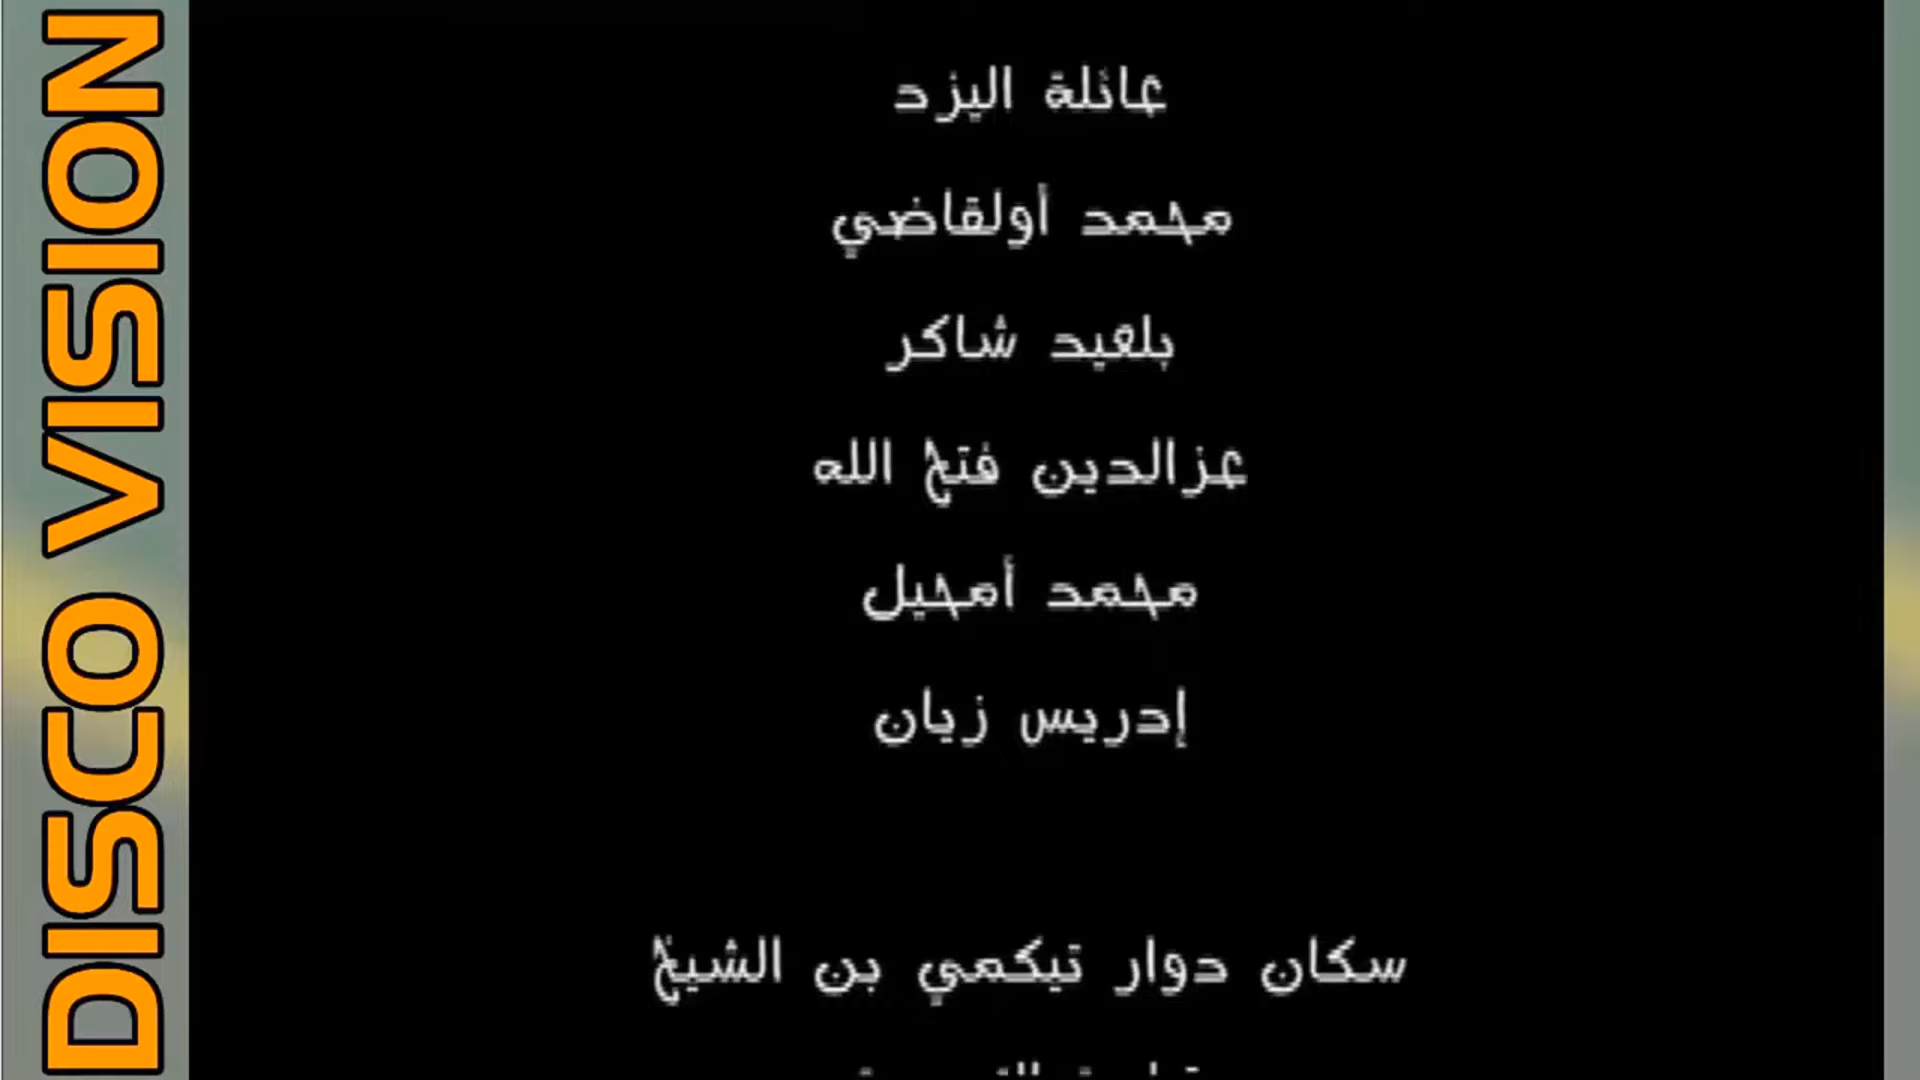 DISCO VISION
عائلة اليزد
محمد أولقاضي
بلعيد شاكر
عزالدين فتح الله
محمد أمحيل
إدريس زيان
سكان دوار تيكمي بن الشيخ